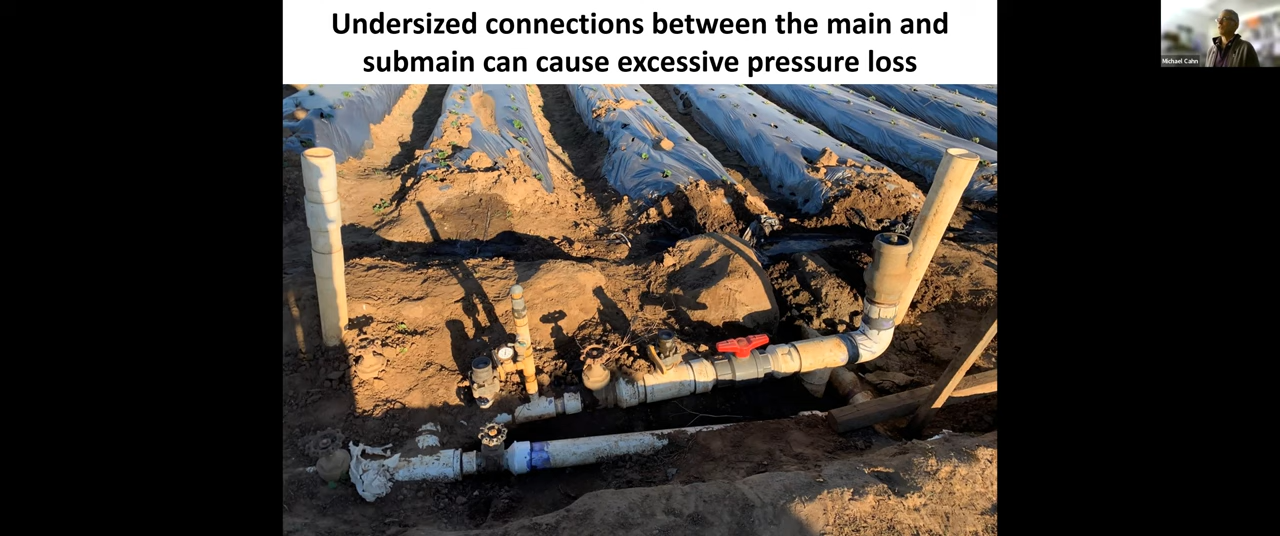 Undersized connections between the main and
submain can cause excessive pressure loss
Michael Cahn